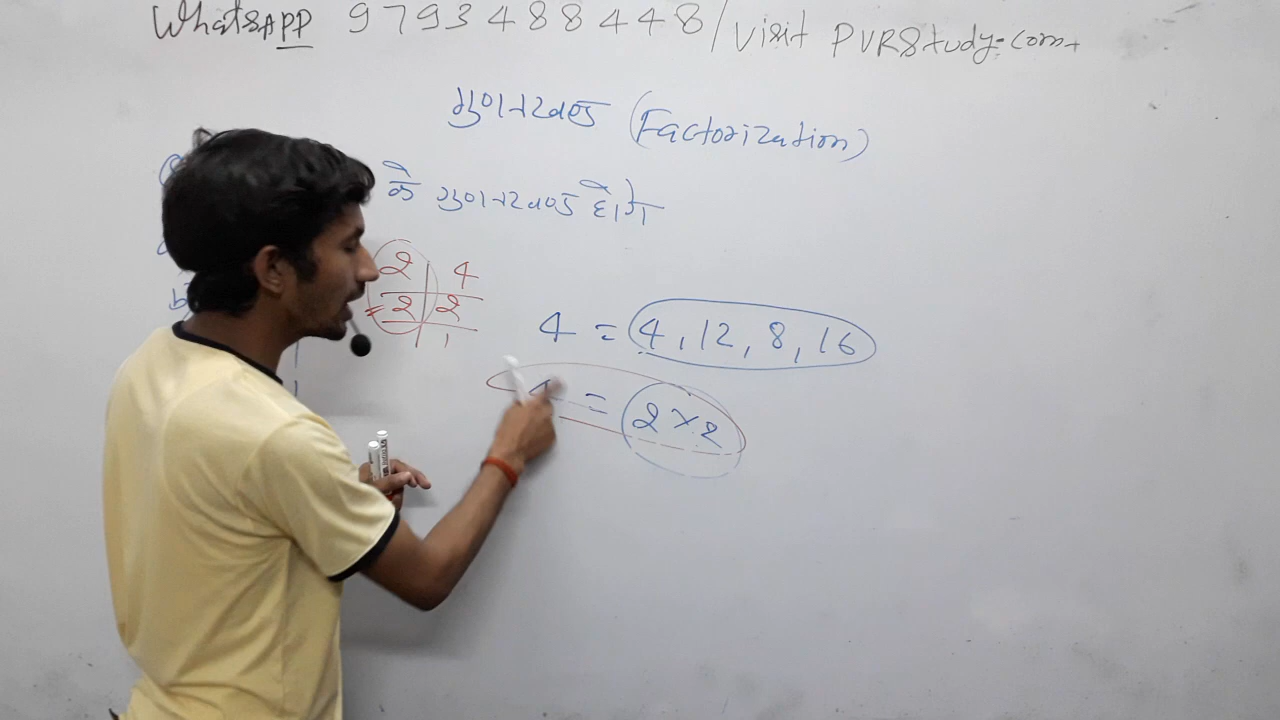 WhatsAPP 9793488448/visit PVRStudy.com
गुणनखण्ड (Factorization)
के गुणनखण्ड होंगे
2 4
2 2
1
4 = 4, 12, 8, 16
4 = 2×2